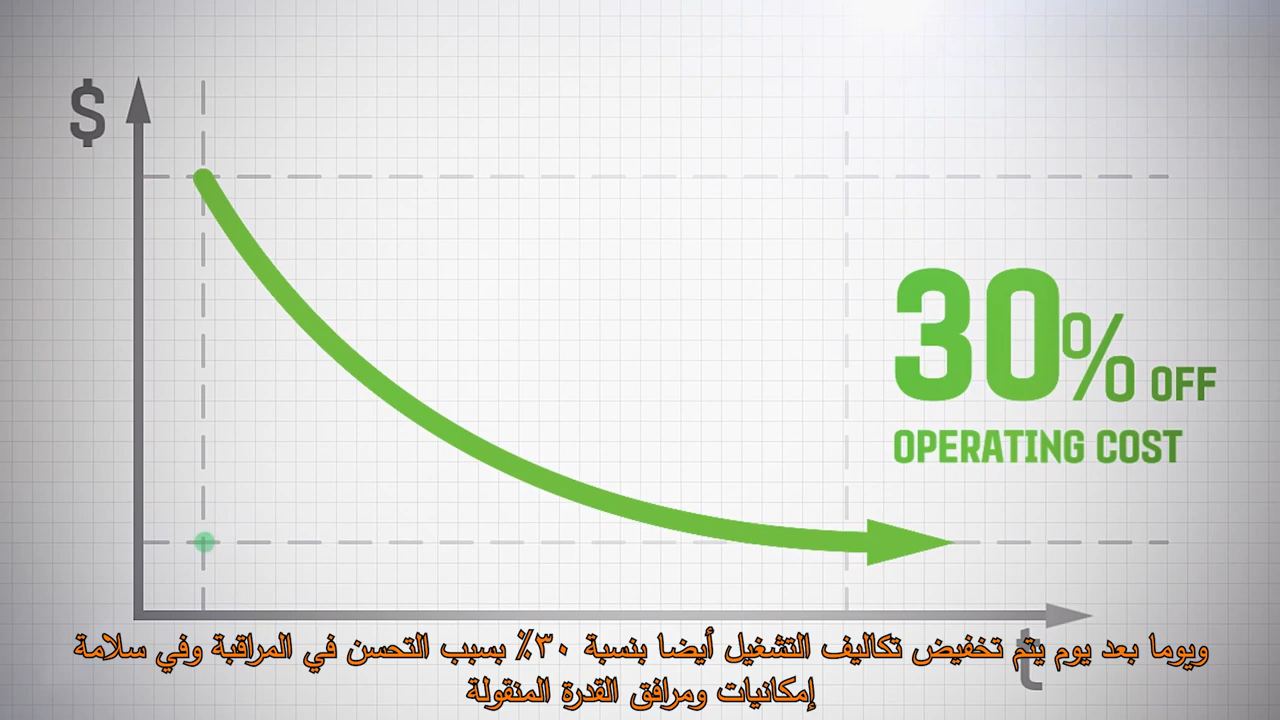 $
30% OFF
OPERATING COST
t
ويوما بعد يوم يتم تخفيض تكاليف التشغيل أيضا بنسبة ٣٠٪ بسبب التحسن في المراقبة وفي سلامة
إمكانيات ومرافق القدرة المنقولة